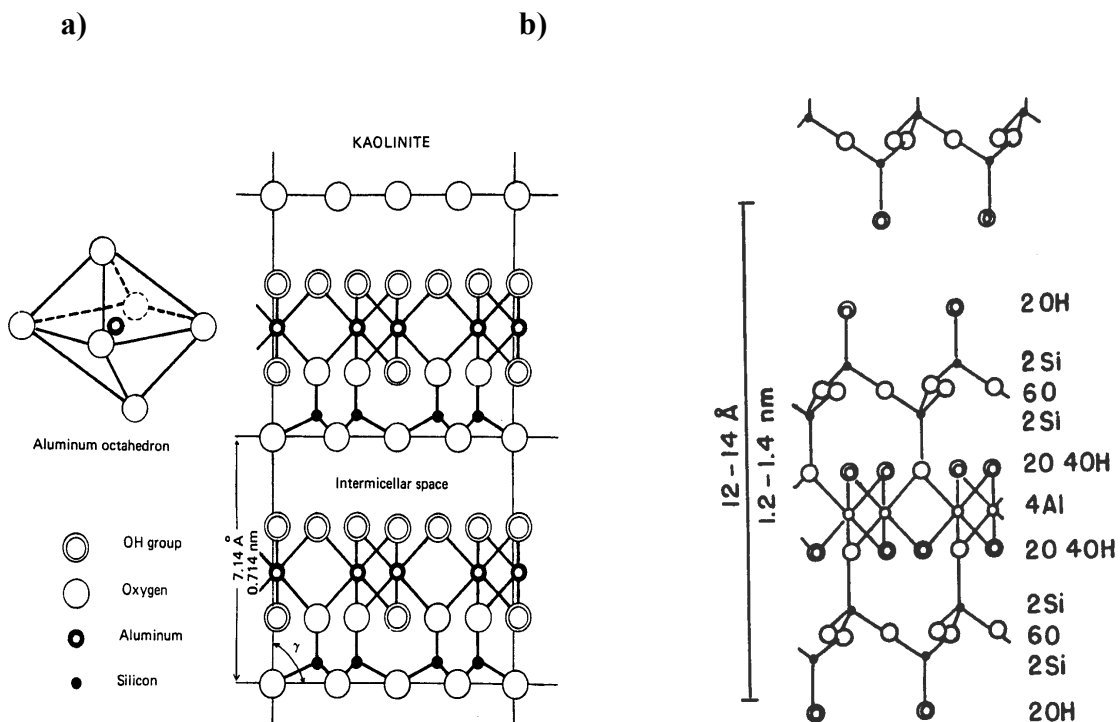 a)
b)
KAOLINITE
Aluminum octahedron
Intermicellar space
7.14 Å
0.714 nm
γ
OH group
Oxygen
Aluminum
Silicon
12–14 Å
1.2–1.4 nm
2OH
2Si
6O
2Si
2O 4OH
4Al
2O 4OH
2Si
6O
2Si
2OH